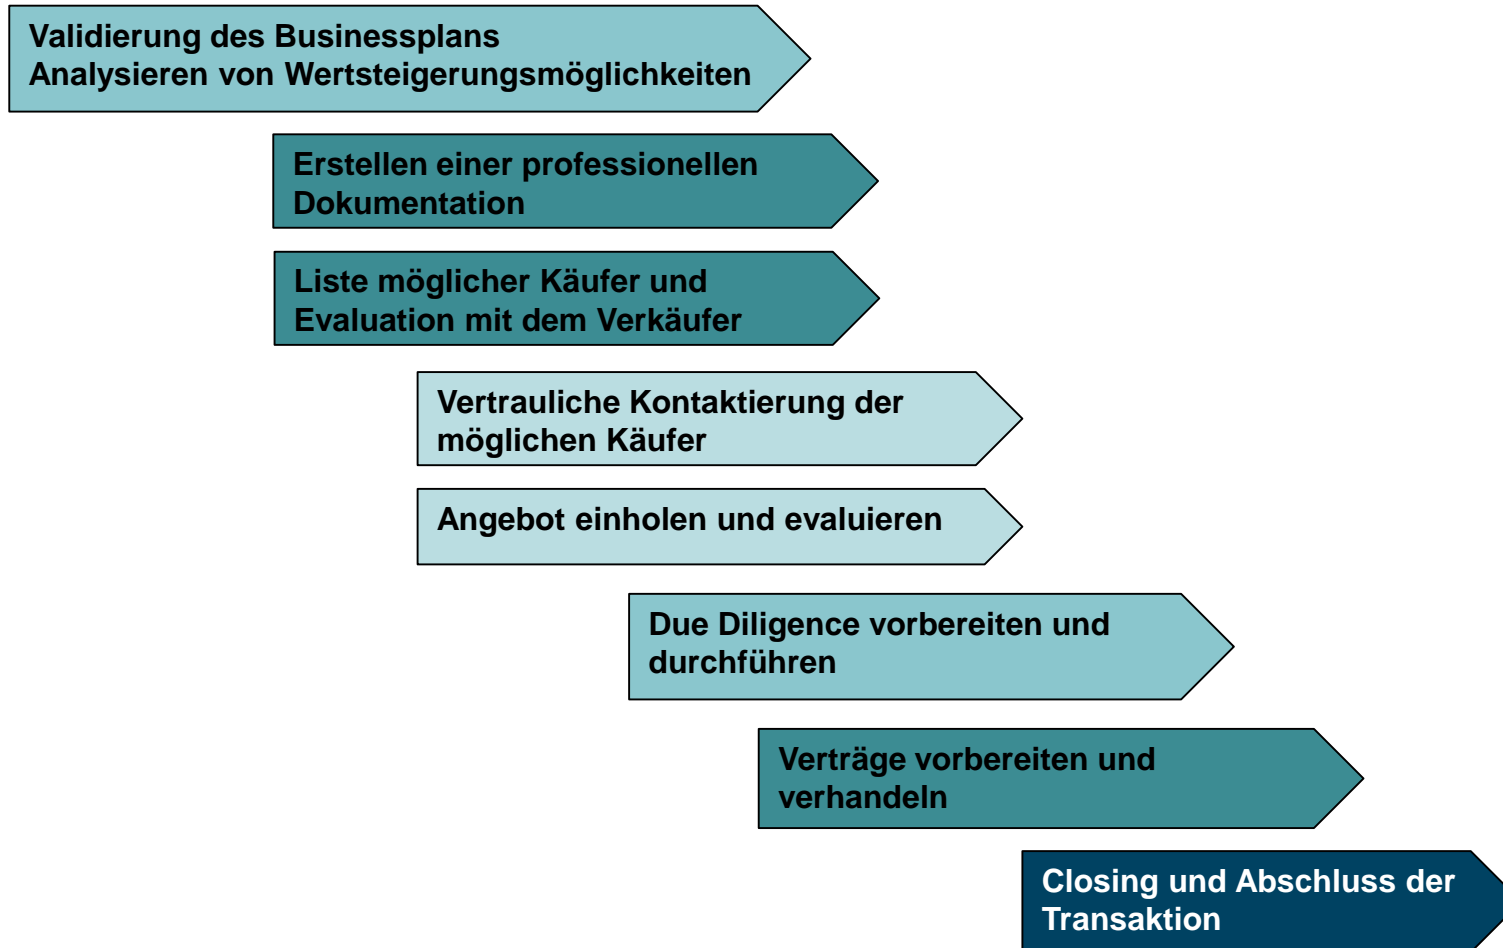 Validierung des Businessplans
Analysieren von Wertsteigerungsmöglichkeiten
Erstellen einer professionellen
Dokumentation
Liste möglicher Käufer und
Evaluation mit dem Verkäufer
Vertrauliche Kontaktierung der
möglichen Käufer
Angebot einholen und evaluieren
Due Diligence vorbereiten und
durchführen
Verträge vorbereiten und
verhandeln
Closing und Abschluss der
Transaktion